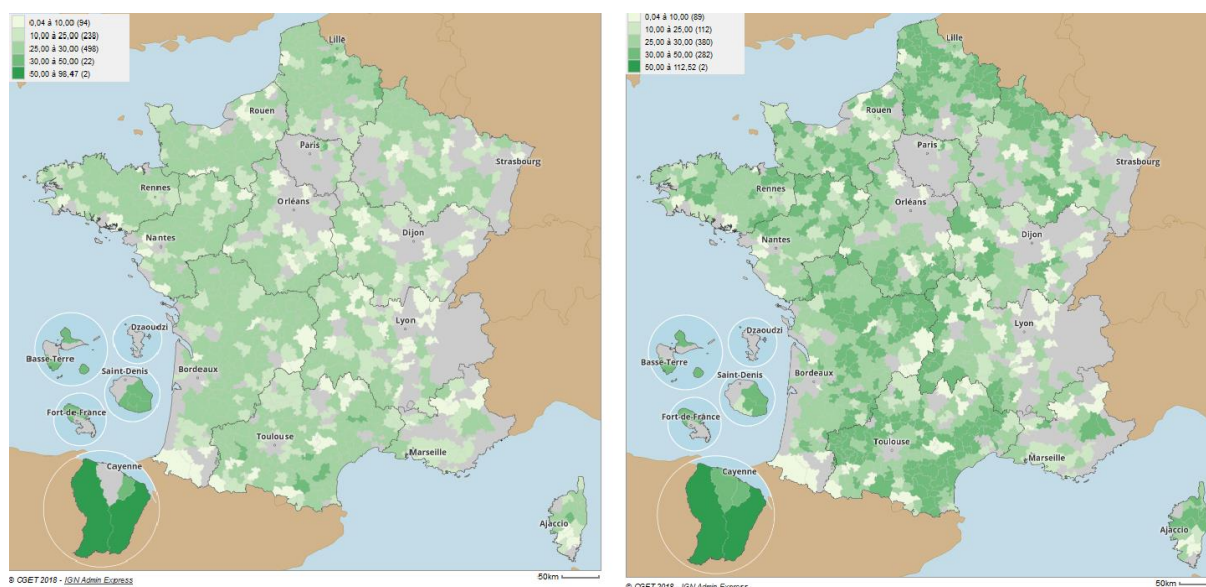 0,04 à 10,00 (94)
10,00 à 25,00 (238)
25,00 à 30,00 (498)
30,00 à 50,00 (22)
50,00 à 98,47 (2)
Lille
Rouen
Paris
Strasbourg
Rennes
Orléans
Nantes
Dijon
Lyon
Dzaoudzi
Basse-Terre
Saint-Denis
Bordeaux
Fort-de-France
Toulouse
Marseille
Cayenne
Ajaccio
© CGET 2018 - IGN Admin Express
50km
0,04 à 10,00 (89)
10,00 à 25,00 (112)
25,00 à 30,00 (380)
30,00 à 50,00 (282)
50,00 à 112,52 (2)
Lille
Rouen
Paris
Strasbourg
Rennes
Orléans
Nantes
Dijon
Lyon
Dzaoudzi
Basse-Terre
Saint-Denis
Bordeaux
Fort-de-France
Toulouse
Marseille
Cayenne
Ajaccio
© CGET 2018 - IGN Admin Express
50km